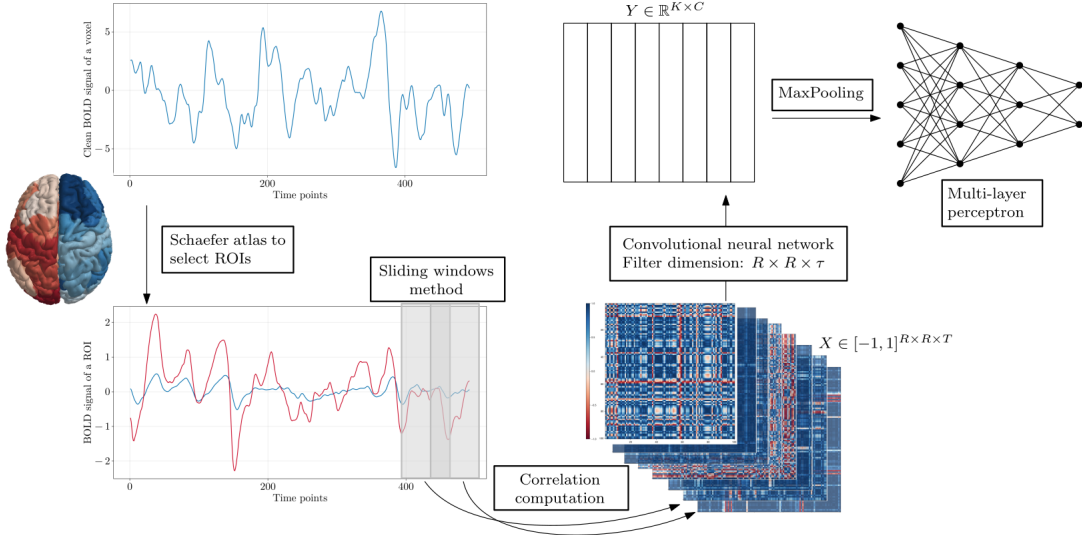 Clean BOLD signal of a voxel
5
0
−5
0
200
400
Time points
Schaefer atlas to
select ROIs
Sliding windows
method
BOLD signal of a ROI
2
1
0
−1
−2
0
200
400
Time points
Correlation
computation
X ∈ [−1, 1]^{R×R×T}
Convolutional neural network
Filter dimension: R × R × τ
Y ∈ ℝ^{K×C}
MaxPooling
Multi-layer
perceptron